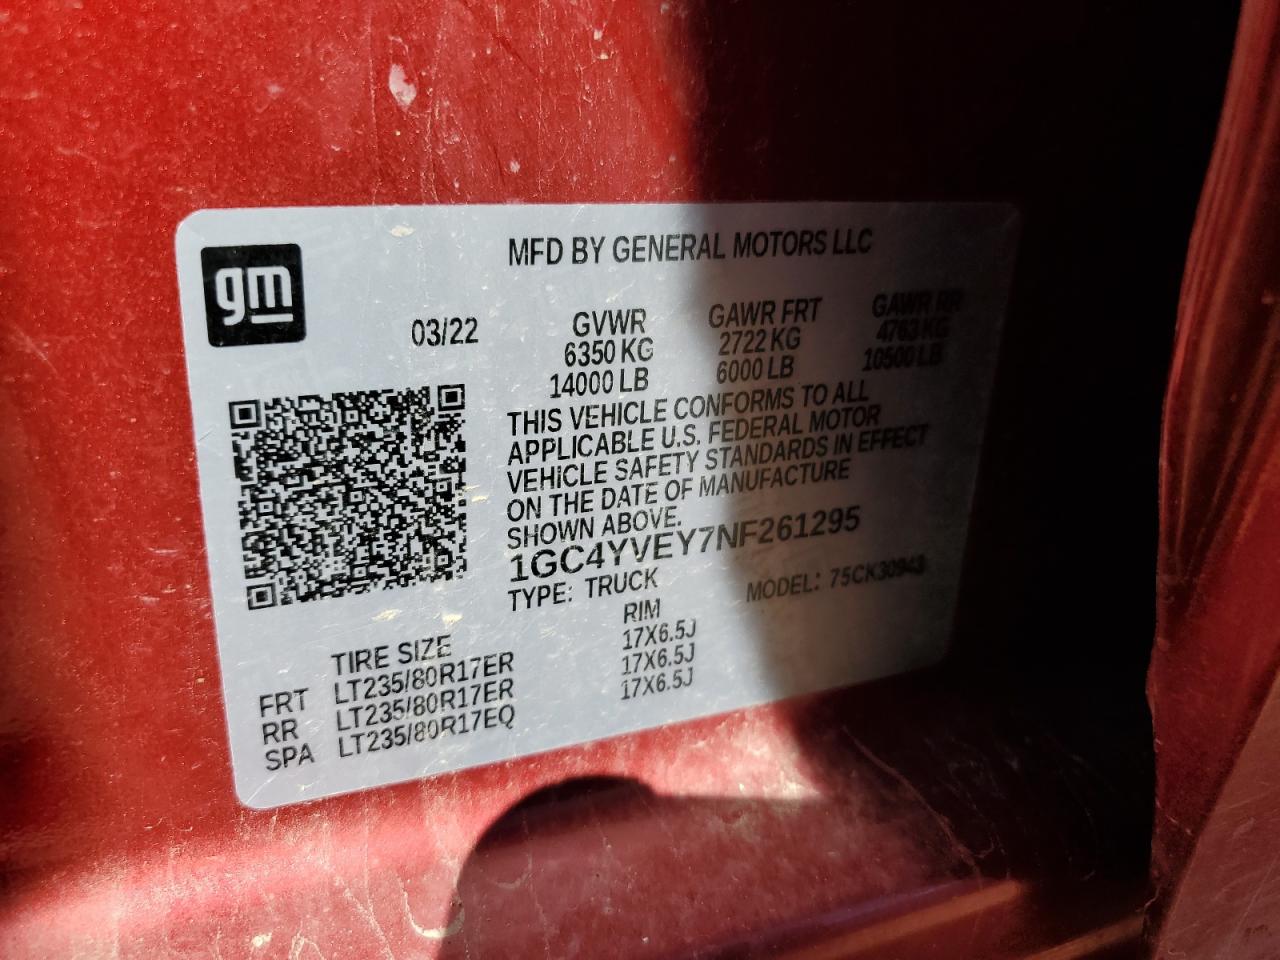 gm
MFD BY GENERAL MOTORS LLC
03/22
GVWR GAWR FRT GAWR RR
6350 KG 2722 KG 4763 KG
14000 LB 6000 LB 10500 LB
THIS VEHICLE CONFORMS TO ALL
APPLICABLE U.S. FEDERAL MOTOR
VEHICLE SAFETY STANDARDS IN EFFECT
ON THE DATE OF MANUFACTURE
SHOWN ABOVE.
1GC4YVEY7NF261295
TYPE: TRUCK MODEL: 75CK30943
TIRE SIZE RIM
FRT LT235/80R17ER 17X6.5J
RR LT235/80R17ER 17X6.5J
SPA LT235/80R17EQ 17X6.5J